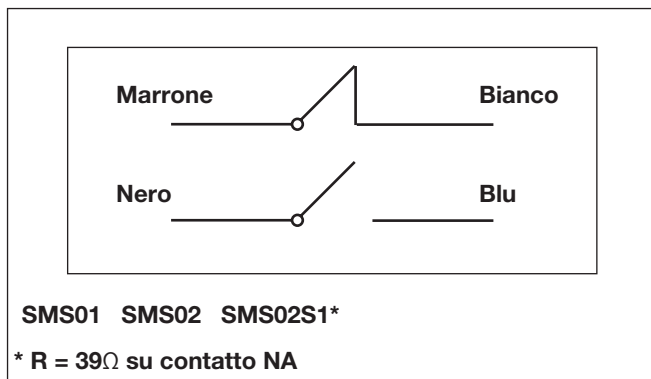 Marrone Bianco
Nero Blu
SMS01 SMS02 SMS02S1*
* R = 39Ω su contatto NA